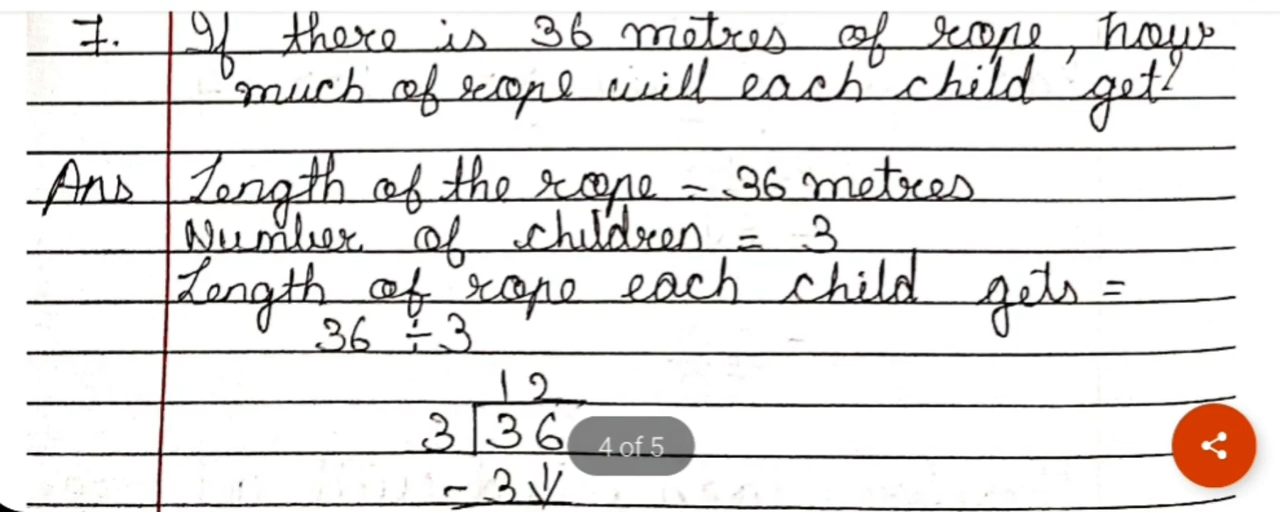 7. If there is 36 metres of rope, how
much of rope will each child get?
Ans Length of the rope = 36 metres
Number of children = 3
Length of rope each child gets =
36 ÷ 3
12
3 36
4 of 5
- 3 ↓